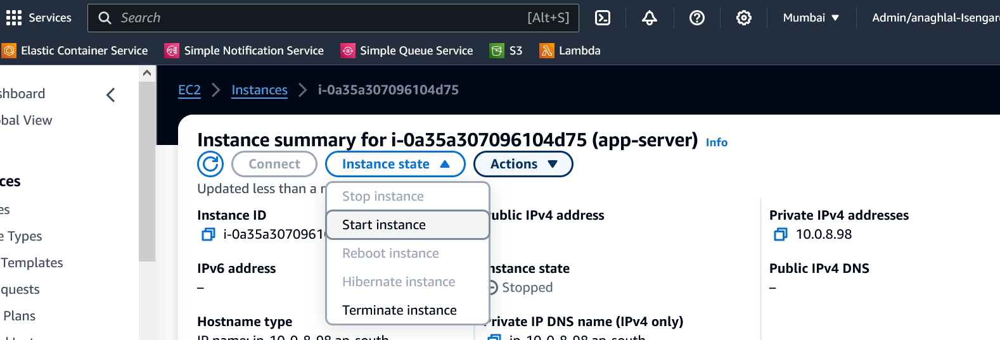 Services
Search
[Alt+S]
Mumbai
Admin/anaghlal-Isengar
Elastic Container Service
Simple Notification Service
Simple Queue Service
S3
Lambda
shboard
bal View
ces
es
e Types
Templates
quests
Plans
EC2
Instances
i-0a35a307096104d75
Instance summary for i-0a35a307096104d75 (app-server)
Info
Connect
Instance state
Actions
Updated less than a
Stop instance
Start instance
Reboot instance
Hibernate instance
Terminate instance
Instance ID
i-0a35a3070961
ublic IPv4 address
Private IPv4 addresses
10.0.8.98
IPv6 address
–
nstance state
Stopped
Public IPv4 DNS
–
Hostname type
IP name: ip-10-0-8-98.ap-south-
Private IP DNS name (IPv4 only)
ip-10-0-8-98.ap-south-